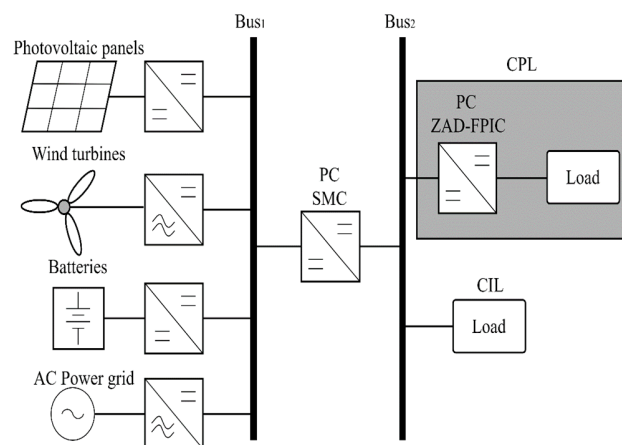 Bus₁
Bus₂
Photovoltaic panels
CPL
PC
ZAD-FPIC
Load
Wind turbines
PC
SMC
Batteries
CIL
Load
AC Power grid